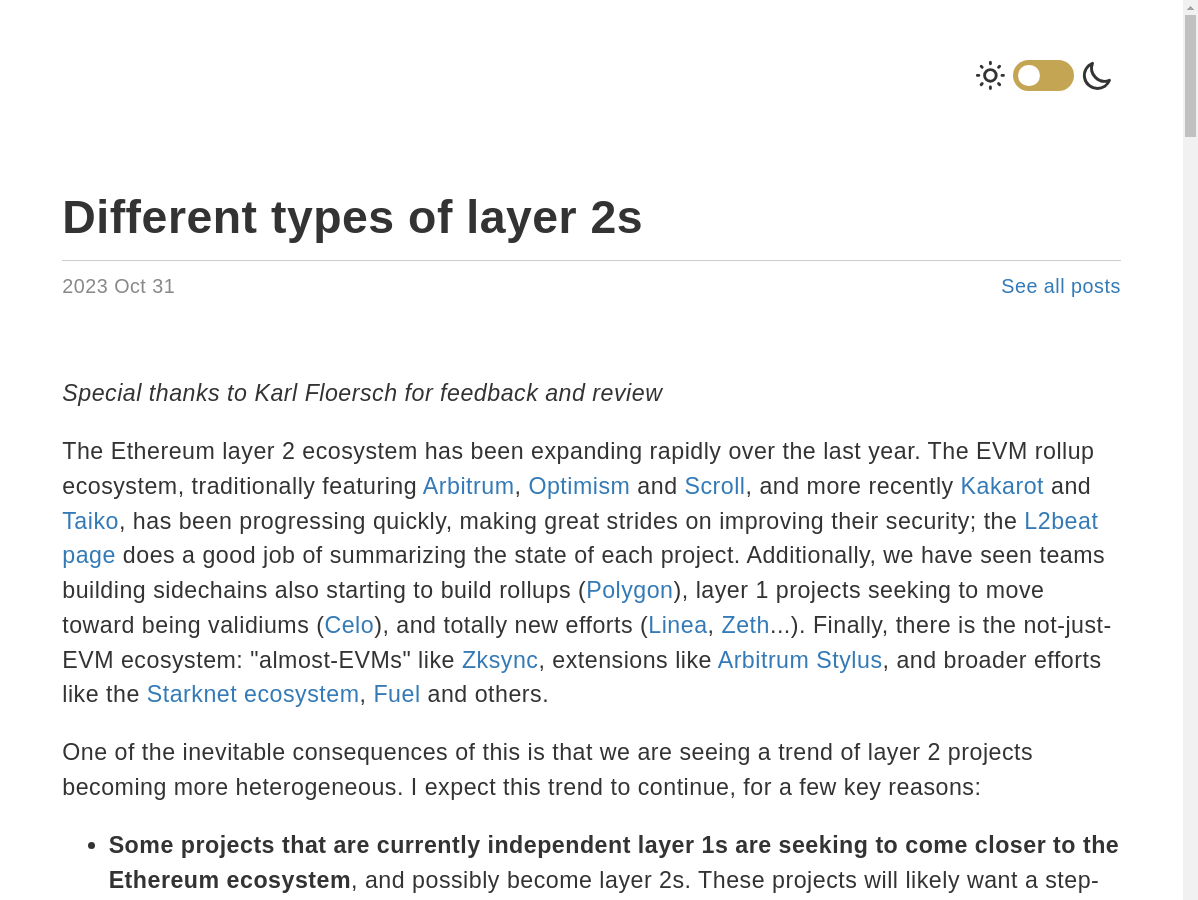 Different types of layer 2s
2023 Oct 31
See all posts
Special thanks to Karl Floersch for feedback and review
The Ethereum layer 2 ecosystem has been expanding rapidly over the last year. The EVM rollup
ecosystem, traditionally featuring Arbitrum, Optimism and Scroll, and more recently Kakarot and
Taiko, has been progressing quickly, making great strides on improving their security; the L2beat
page does a good job of summarizing the state of each project. Additionally, we have seen teams
building sidechains also starting to build rollups (Polygon), layer 1 projects seeking to move
toward being validiums (Celo), and totally new efforts (Linea, Zeth...). Finally, there is the not-just-
EVM ecosystem: "almost-EVMs" like Zksync, extensions like Arbitrum Stylus, and broader efforts
like the Starknet ecosystem, Fuel and others.
One of the inevitable consequences of this is that we are seeing a trend of layer 2 projects
becoming more heterogeneous. I expect this trend to continue, for a few key reasons:
• Some projects that are currently independent layer 1s are seeking to come closer to the
Ethereum ecosystem, and possibly become layer 2s. These projects will likely want a step-